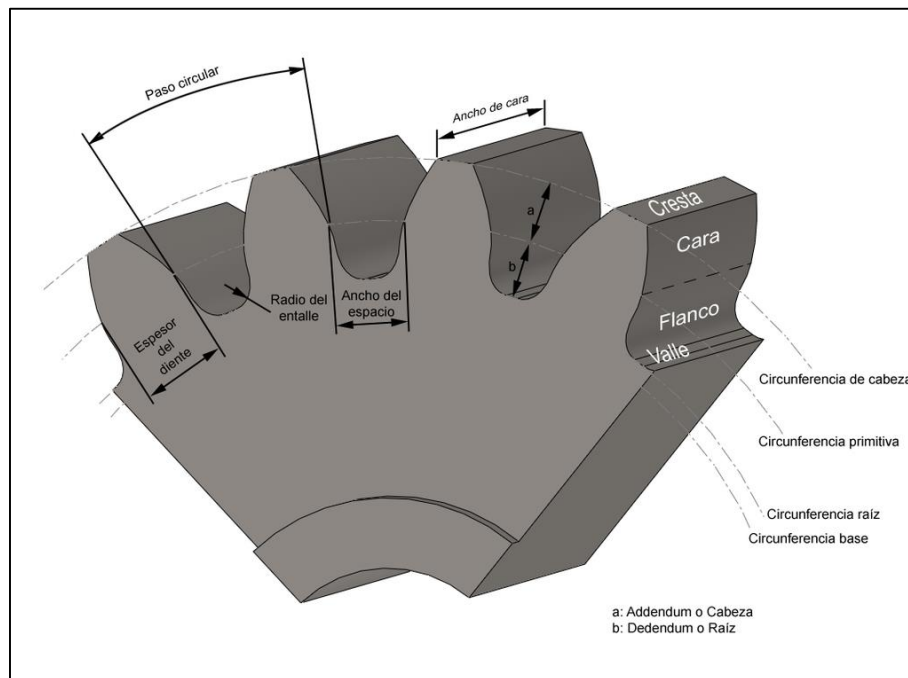 Paso circular
Ancho de cara
a
b
Cresta
Cara
Flanco
Valle
Radio del
entalle
Ancho del
espacio
Espesor
del
diente
Circunferencia de cabeza
Circunferencia primitiva
Circunferencia raíz
Circunferencia base
a: Addendum o Cabeza
b: Dedendum o Raíz